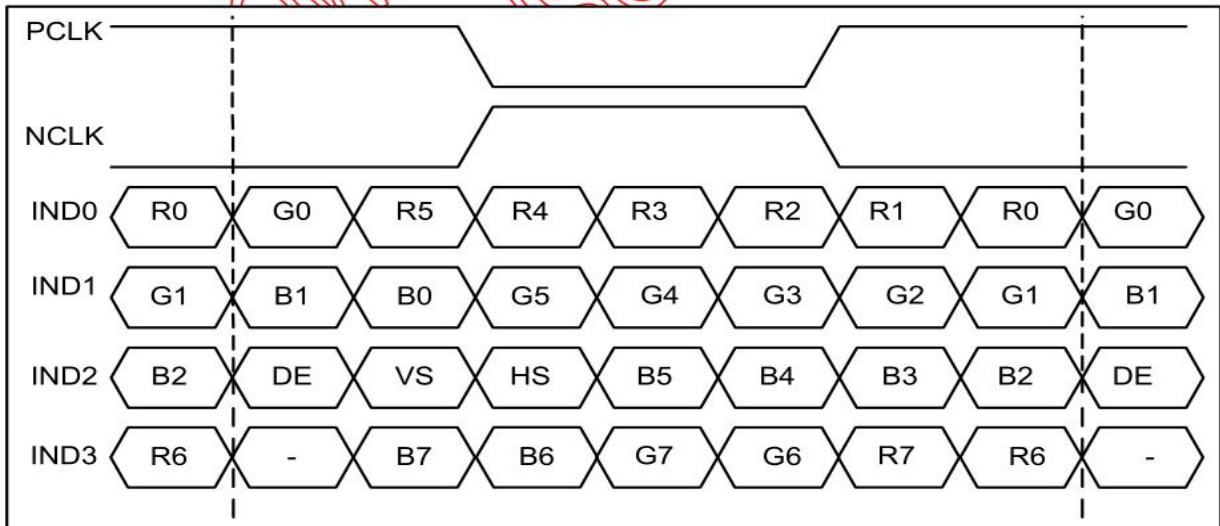 PCLK
NCLK
IND0 R0 G0 R5 R4 R3 R2 R1 R0 G0
IND1 G1 B1 B0 G5 G4 G3 G2 G1 B1
IND2 B2 DE VS HS B5 B4 B3 B2 DE
IND3 R6 - B7 B6 G7 G6 R7 R6 -